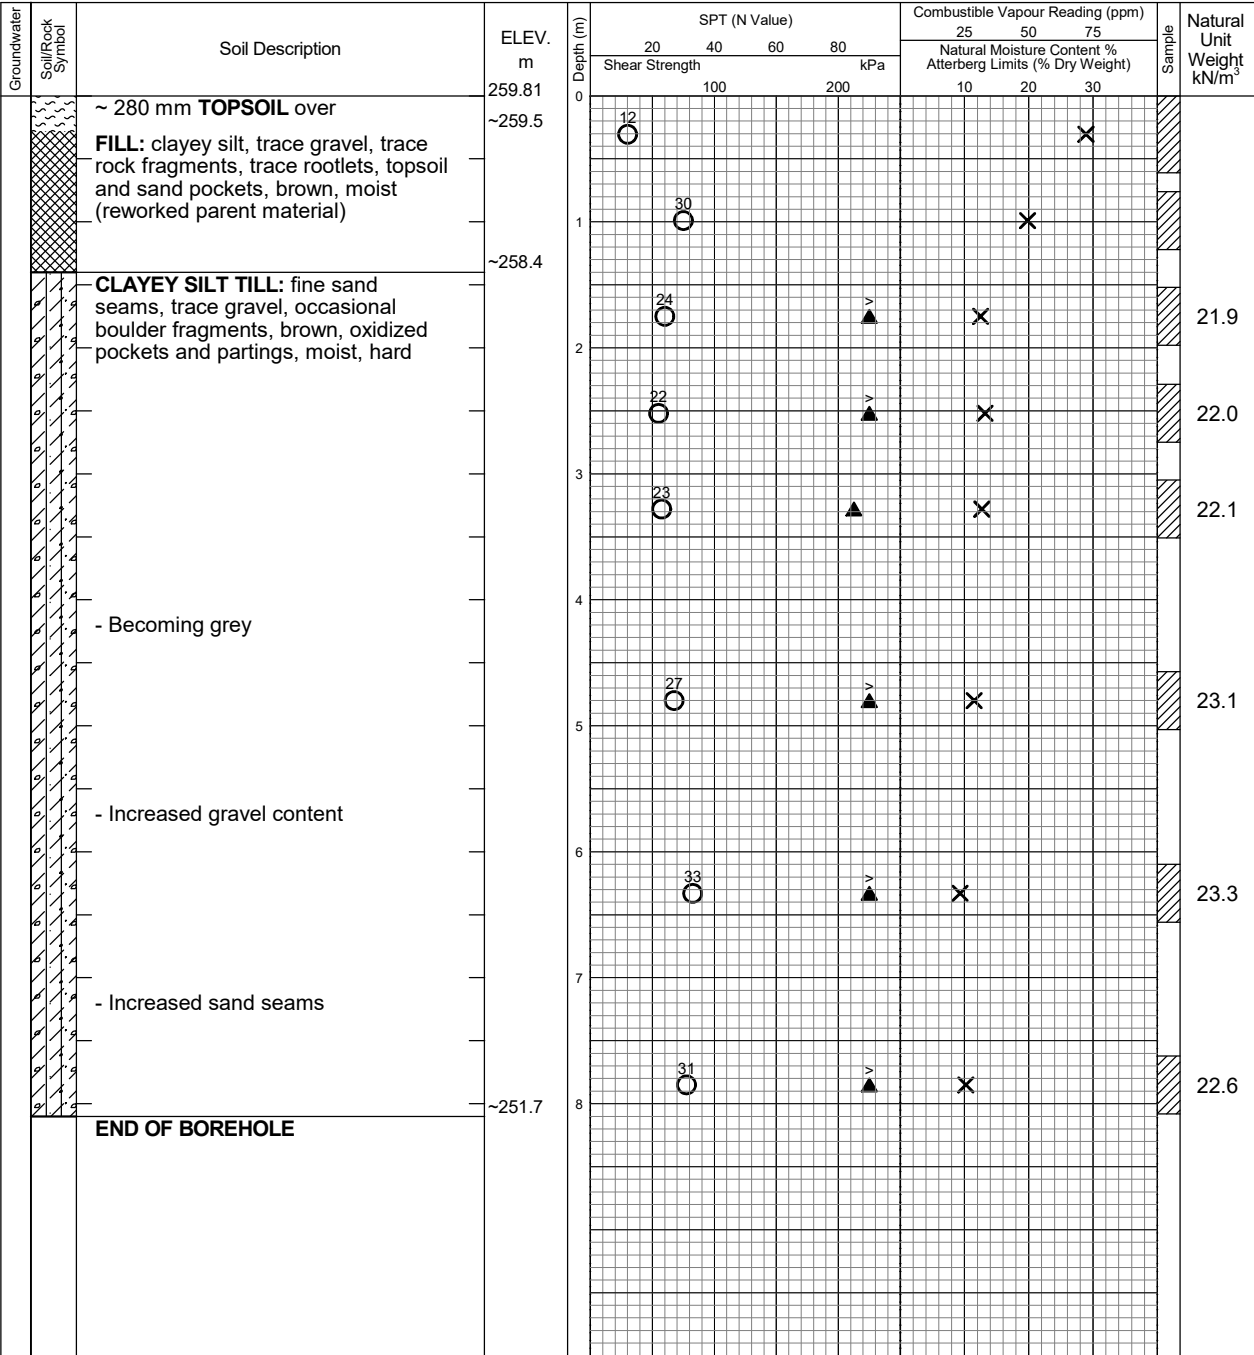 Groundwater
Soil/Rock
Symbol
Soil Description
ELEV.
m
259.81
Depth (m)
SPT (N Value)
20 40 60 80
Shear Strength kPa
100 200
Combustible Vapour Reading (ppm)
25 50 75
Natural Moisture Content %
Atterberg Limits (% Dry Weight)
10 20 30
Sample
Natural
Unit
Weight
kN/m³
0
~ 280 mm TOPSOIL over
~259.5
FILL: clayey silt, trace gravel, trace
rock fragments, trace rootlets, topsoil
and sand pockets, brown, moist
(reworked parent material)
12
30
1
~258.4
CLAYEY SILT TILL: fine sand
seams, trace gravel, occasional
boulder fragments, brown, oxidized
pockets and partings, moist, hard
24 > 21.9
2
22 > 22.0
3
23 22.1
4
- Becoming grey
27 > 23.1
5
- Increased gravel content
6
33 > 23.3
7
- Increased sand seams
31 > 22.6
8
~251.7
END OF BOREHOLE